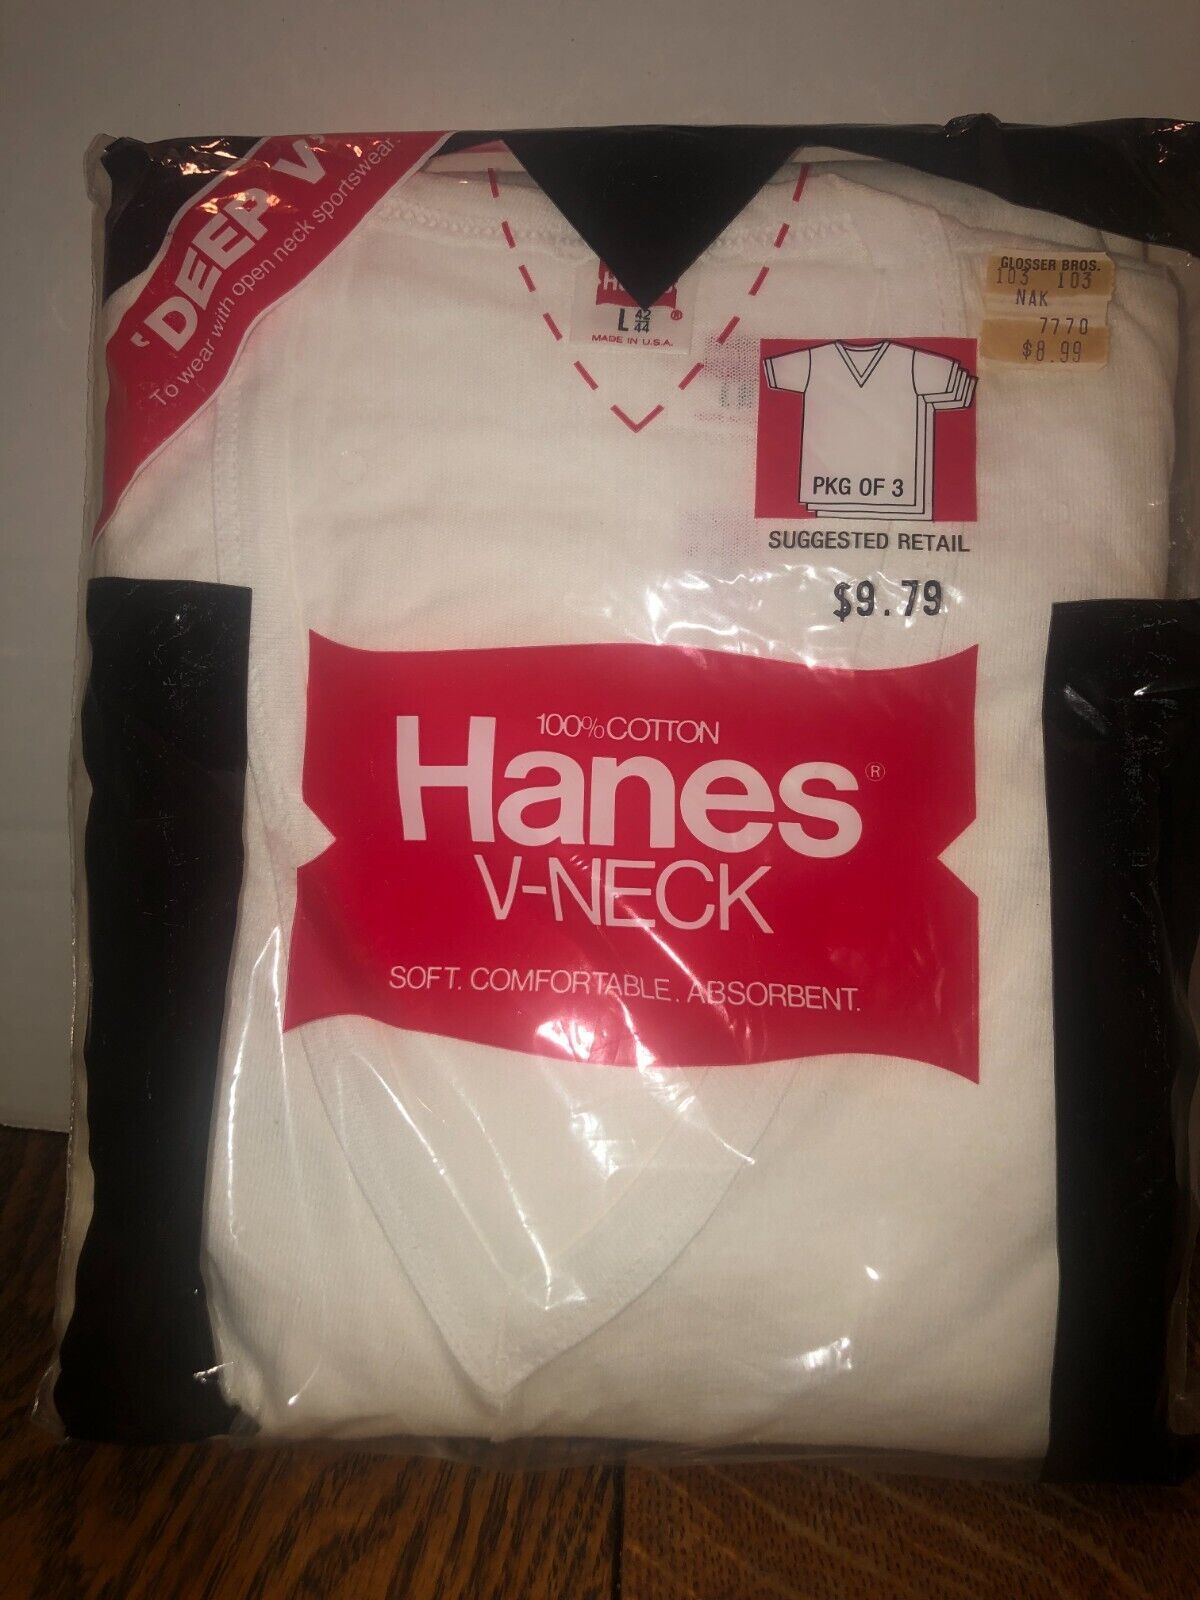 'DEEP V'
To wear with open neck sportswear.
L 42/44 ®
MADE IN U.S.A.
GLOSSER BROS.
103 103
NAK
7770
$8.99
PKG OF 3
SUGGESTED RETAIL
$9.79
100% COTTON
Hanes®
V-NECK
SOFT. COMFORTABLE. ABSORBENT.